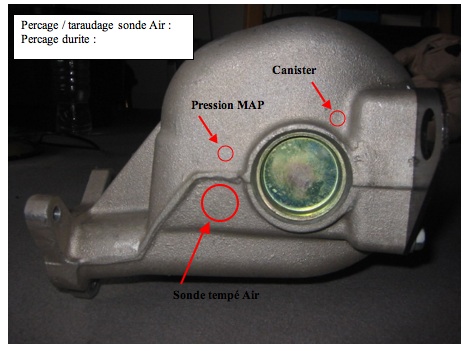 Percage / taraudage sonde Air :
Percage durite :
Canister
Pression MAP
Sonde tempé Air